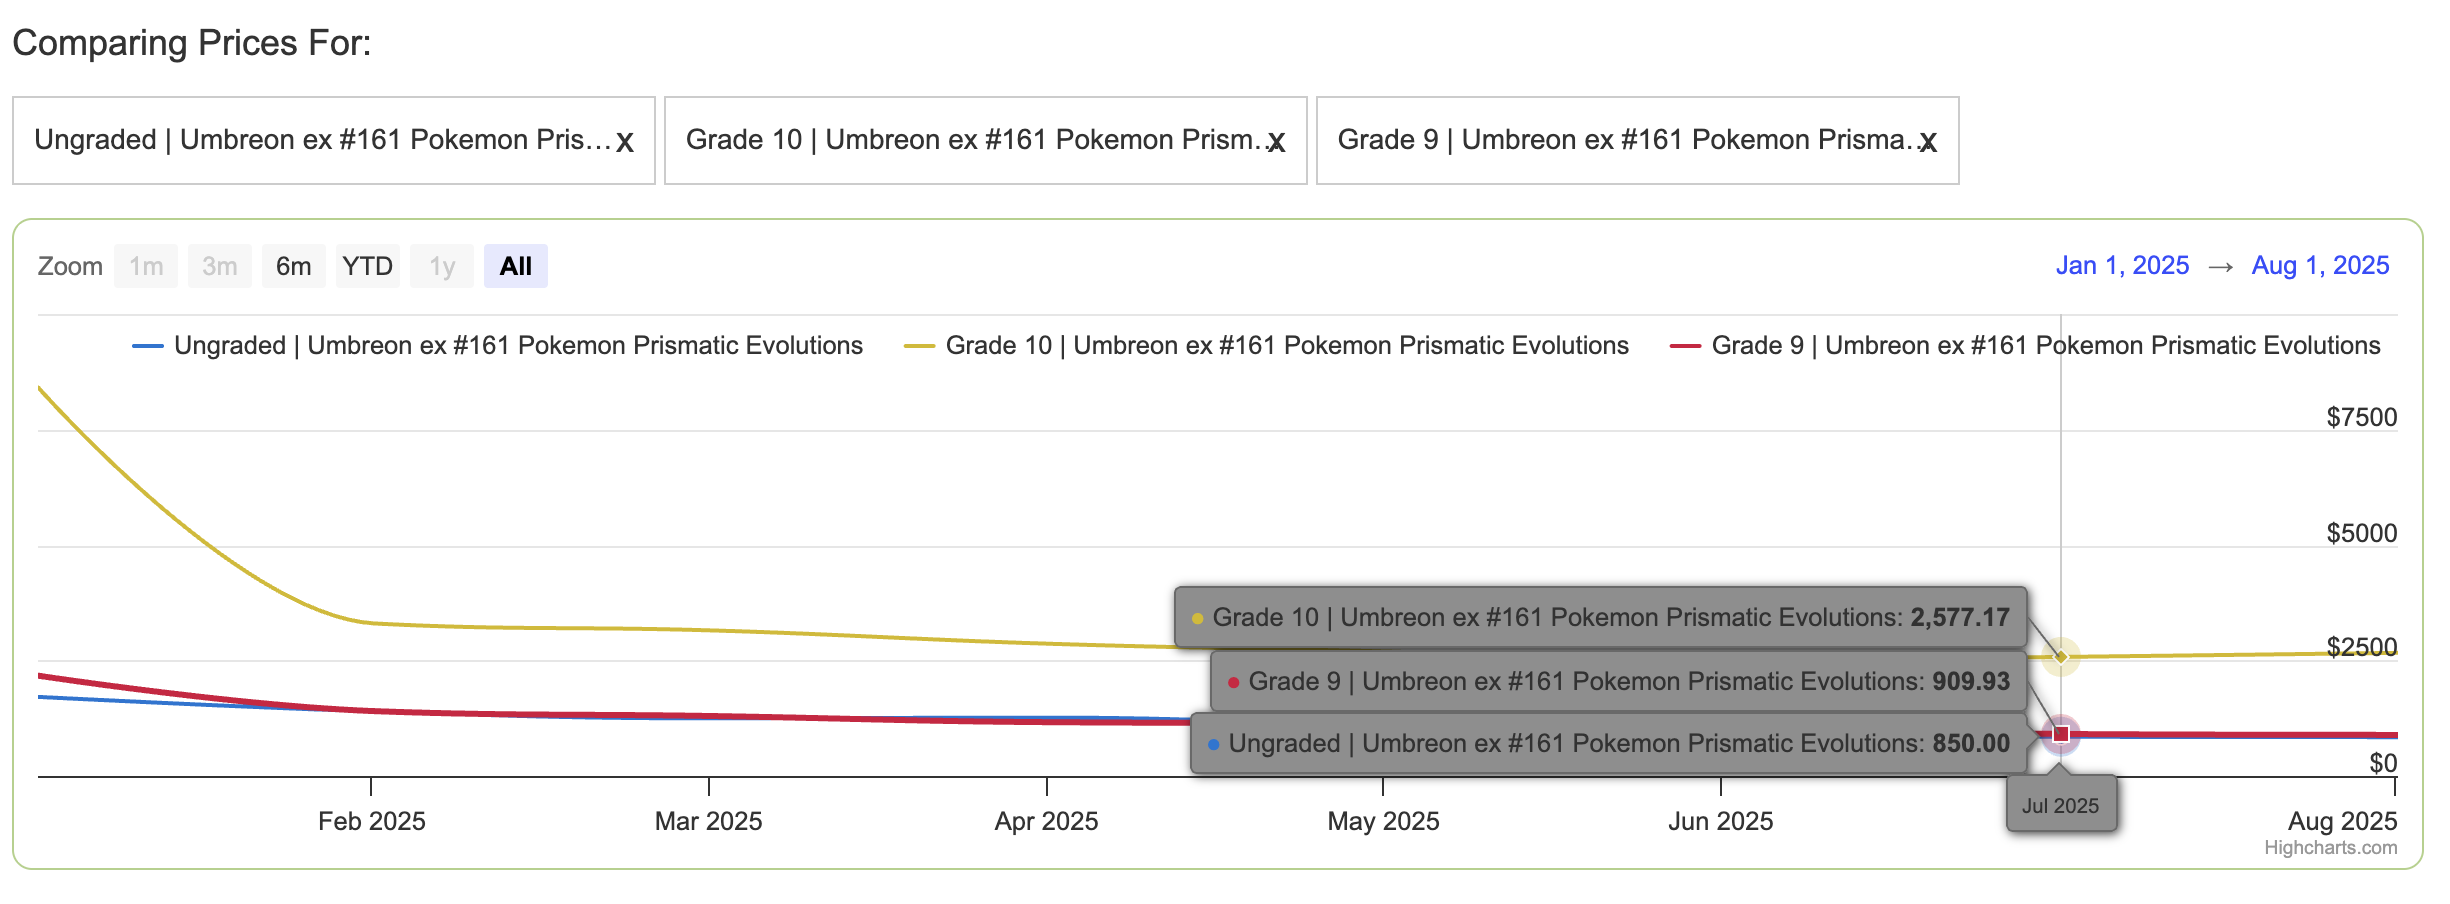 Comparing Prices For:
Ungraded | Umbreon ex #161 Pokemon Pris... x
Grade 10 | Umbreon ex #161 Pokemon Prism... x
Grade 9 | Umbreon ex #161 Pokemon Prisma... x
Zoom 1m 3m 6m YTD 1y All
Jan 1, 2025 → Aug 1, 2025
Ungraded | Umbreon ex #161 Pokemon Prismatic Evolutions
Grade 10 | Umbreon ex #161 Pokemon Prismatic Evolutions
Grade 9 | Umbreon ex #161 Pokemon Prismatic Evolutions
$7500
$5000
Grade 10 | Umbreon ex #161 Pokemon Prismatic Evolutions: 2,577.17
$2500
Grade 9 | Umbreon ex #161 Pokemon Prismatic Evolutions: 909.93
Ungraded | Umbreon ex #161 Pokemon Prismatic Evolutions: 850.00
$0
Feb 2025
Mar 2025
Apr 2025
May 2025
Jun 2025
Jul 2025
Aug 2025
Highcharts.com